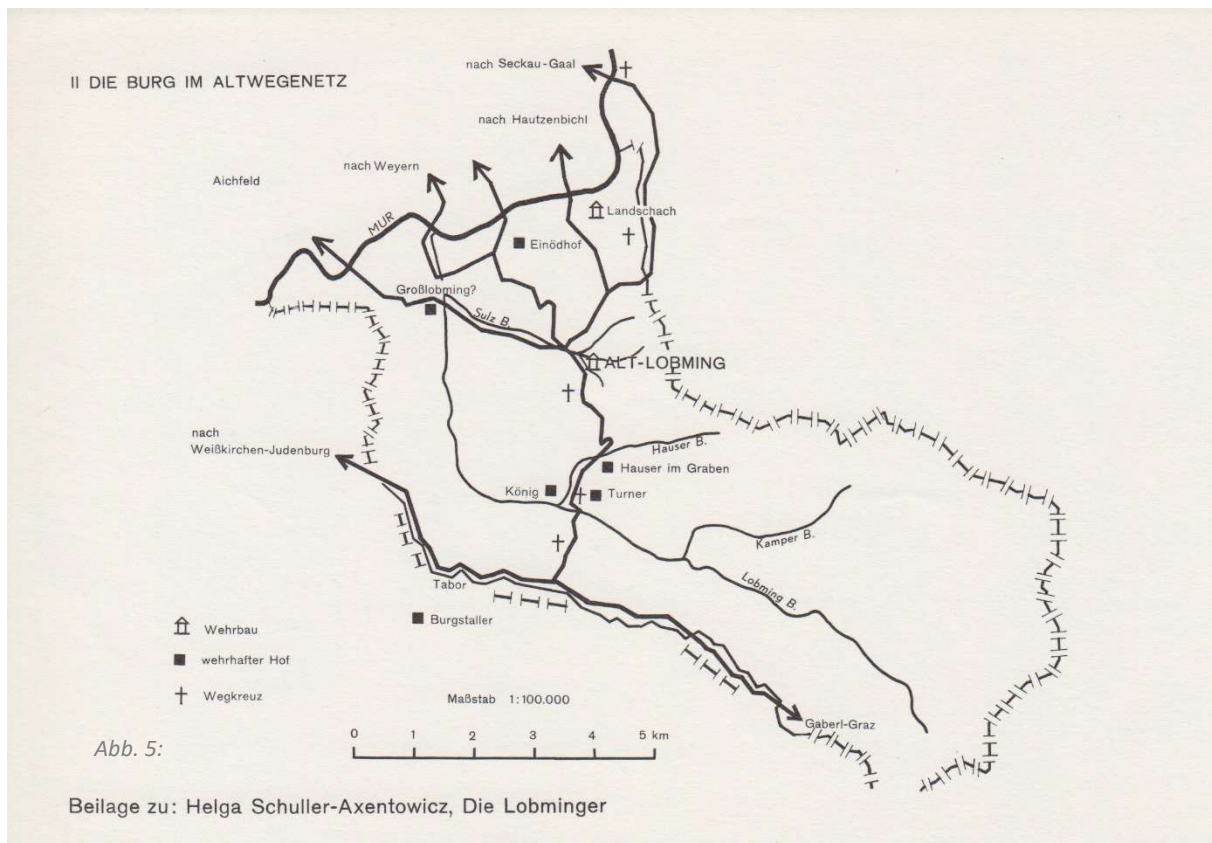 II DIE BURG IM ALTWEGENETZ
nach Seckau-Gaal
nach Hautzenbichl
nach Weyern
Aichfeld
MUR
Landschach
Einödhof
Großlobming?
Sulz B.
ALT-LOBMING
nach
Weißkirchen-Judenburg
Hauser B.
Hauser im Graben
König
Turner
Kamper B.
Lobming B.
Tabor
Burgstaller
Wehrbau
wehrhafter Hof
Wegkreuz
Maßstab 1:100.000
Gaberl-Graz
0 1 2 3 4 5 km
Abb. 5:
Beilage zu: Helga Schuller-Axentowicz, Die Lobminger